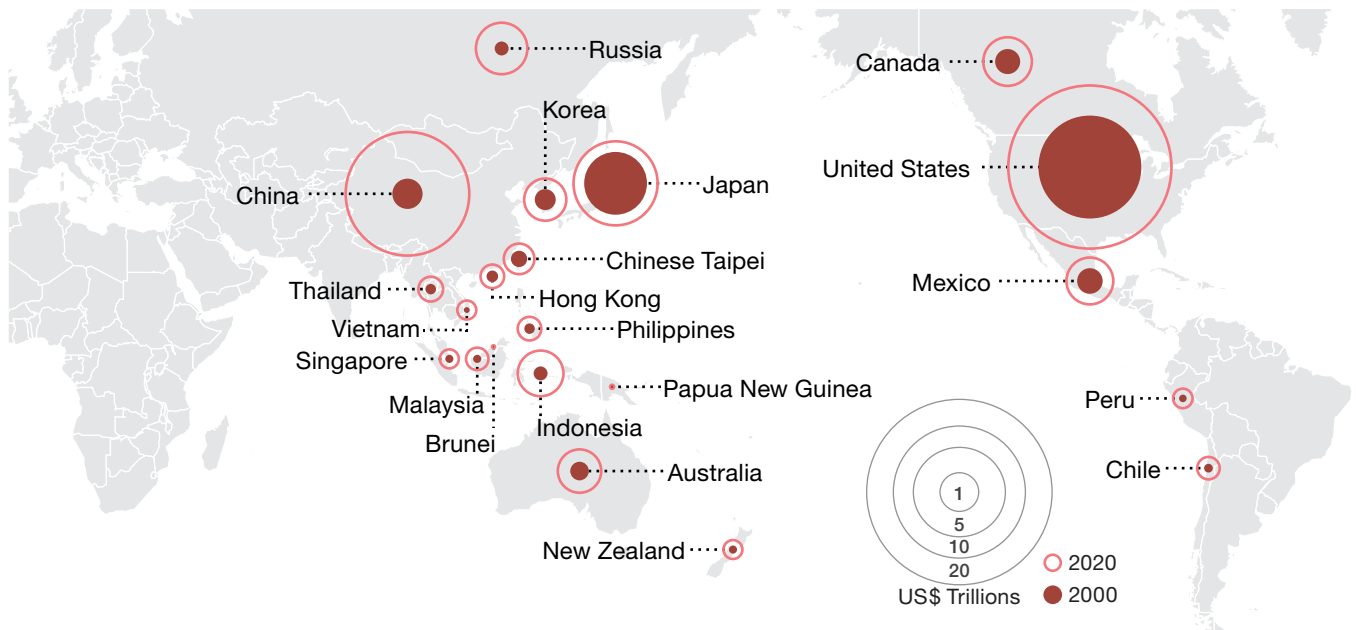 Russia
Canada
Korea
United States
China
Japan
Chinese Taipei
Mexico
Thailand
Hong Kong
Vietnam
Philippines
Singapore
Papua New Guinea
Malaysia
Peru
Indonesia
Brunei
Chile
Australia
1
5
10
20
New Zealand
2020
US$ Trillions
2000